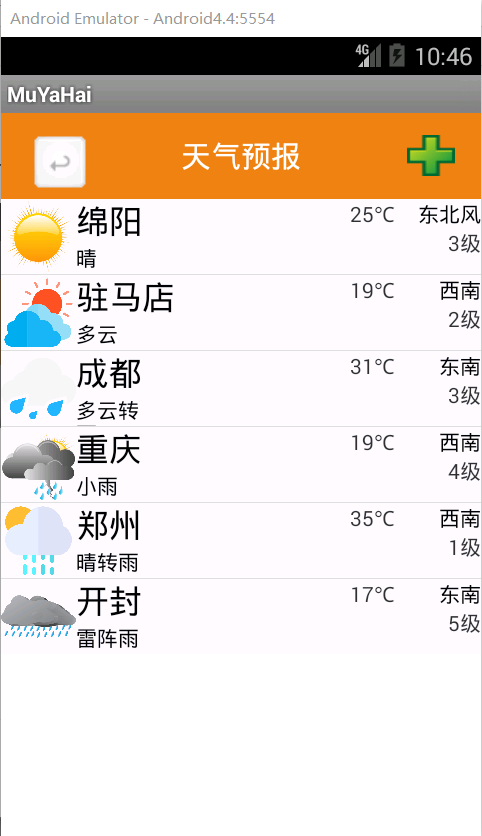 Android Emulator - Android4.4:5554
4G 10:46
MuYaHai
天气预报
绵阳 25℃ 东北风
晴 3级
驻马店 19℃ 西南
多云 2级
成都 31℃ 东南
多云转 3级
重庆 19℃ 西南
小雨 4级
郑州 35℃ 西南
晴转雨 1级
开封 17℃ 东南
雷阵雨 5级